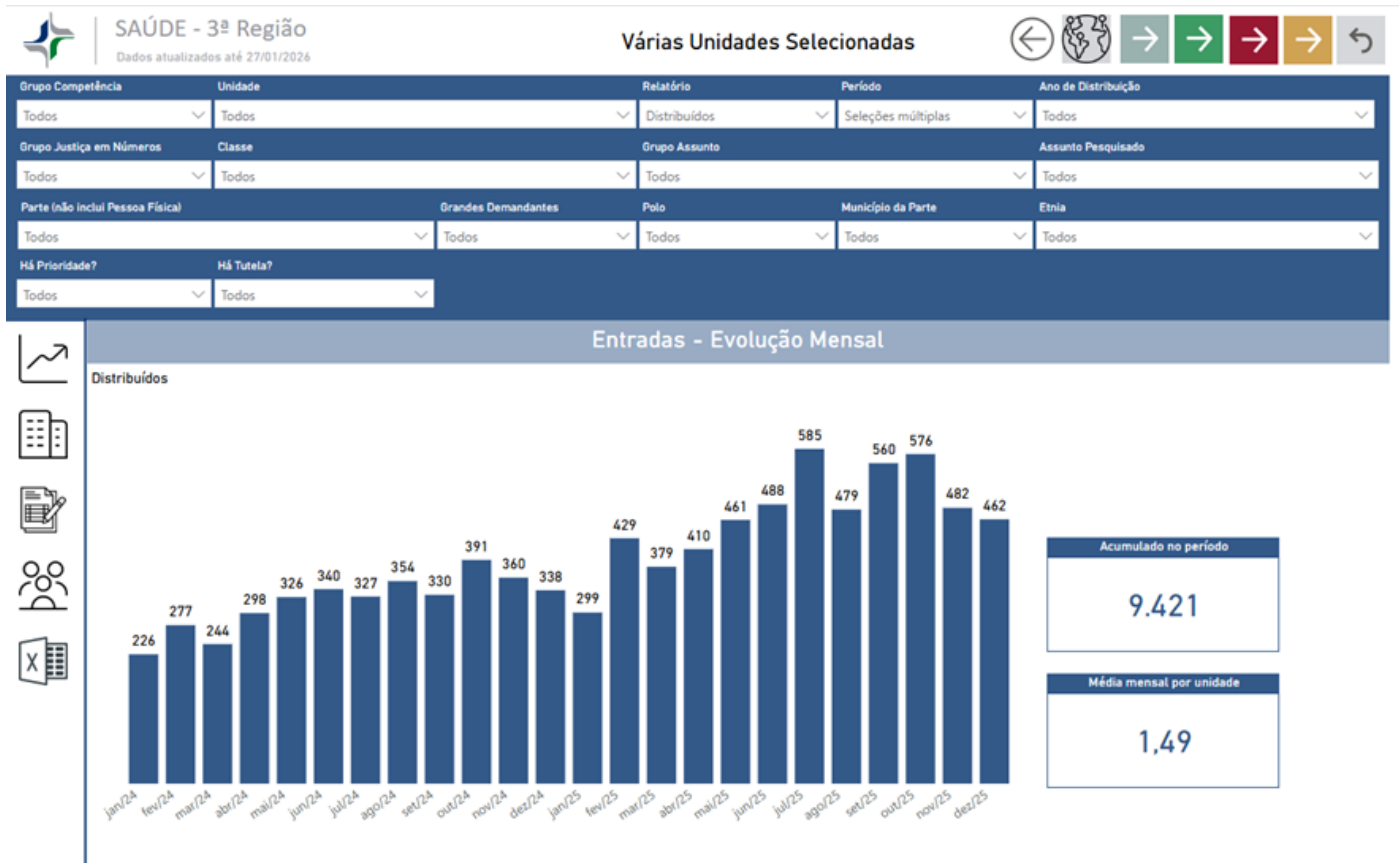 SAÚDE - 3ª Região
Dados atualizados até 27/01/2026
Várias Unidades Selecionadas
Grupo Competência Unidade Relatório Período Ano de Distribuição
Todos Todos Distribuídos Seleções múltiplas Todos
Grupo Justiça em Números Classe Grupo Assunto Assunto Pesquisado
Todos Todos Todos Todos
Parte (não inclui Pessoa Física) Grandes Demandantes Polo Município da Parte Etnia
Todos Todos Todos Todos Todos
Há Prioridade? Há Tutela?
Todos Todos
Entradas - Evolução Mensal
Distribuídos
226 277 244 298 326 340 327 354 330 391 360 338 299 429 379 410 461 488 585 479 560 576 482 462
jan/24 fev/24 mar/24 abr/24 mai/24 jun/24 jul/24 ago/24 set/24 out/24 nov/24 dez/24 jan/25 fev/25 mar/25 abr/25 mai/25 jun/25 jul/25 ago/25 set/25 out/25 nov/25 dez/25
Acumulado no período
9.421
Média mensal por unidade
1,49
X